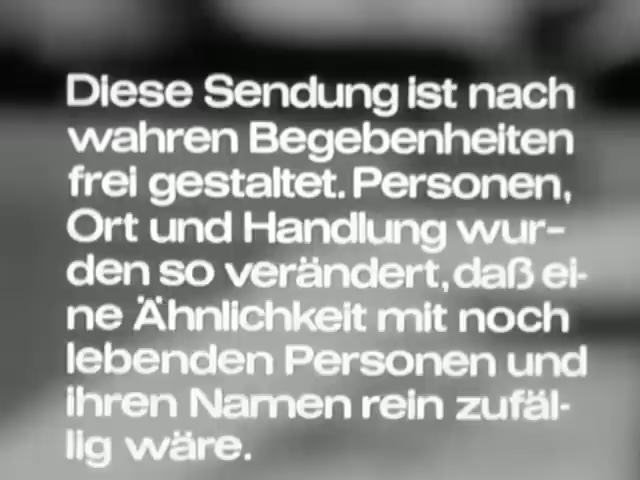 Diese Sendung ist nach
wahren Begebenheiten
frei gestaltet. Personen,
Ort und Handlung wur-
den so verändert, daß ei-
ne Ähnlichkeit mit noch
lebenden Personen und
ihren Namen rein zufäl-
lig wäre.